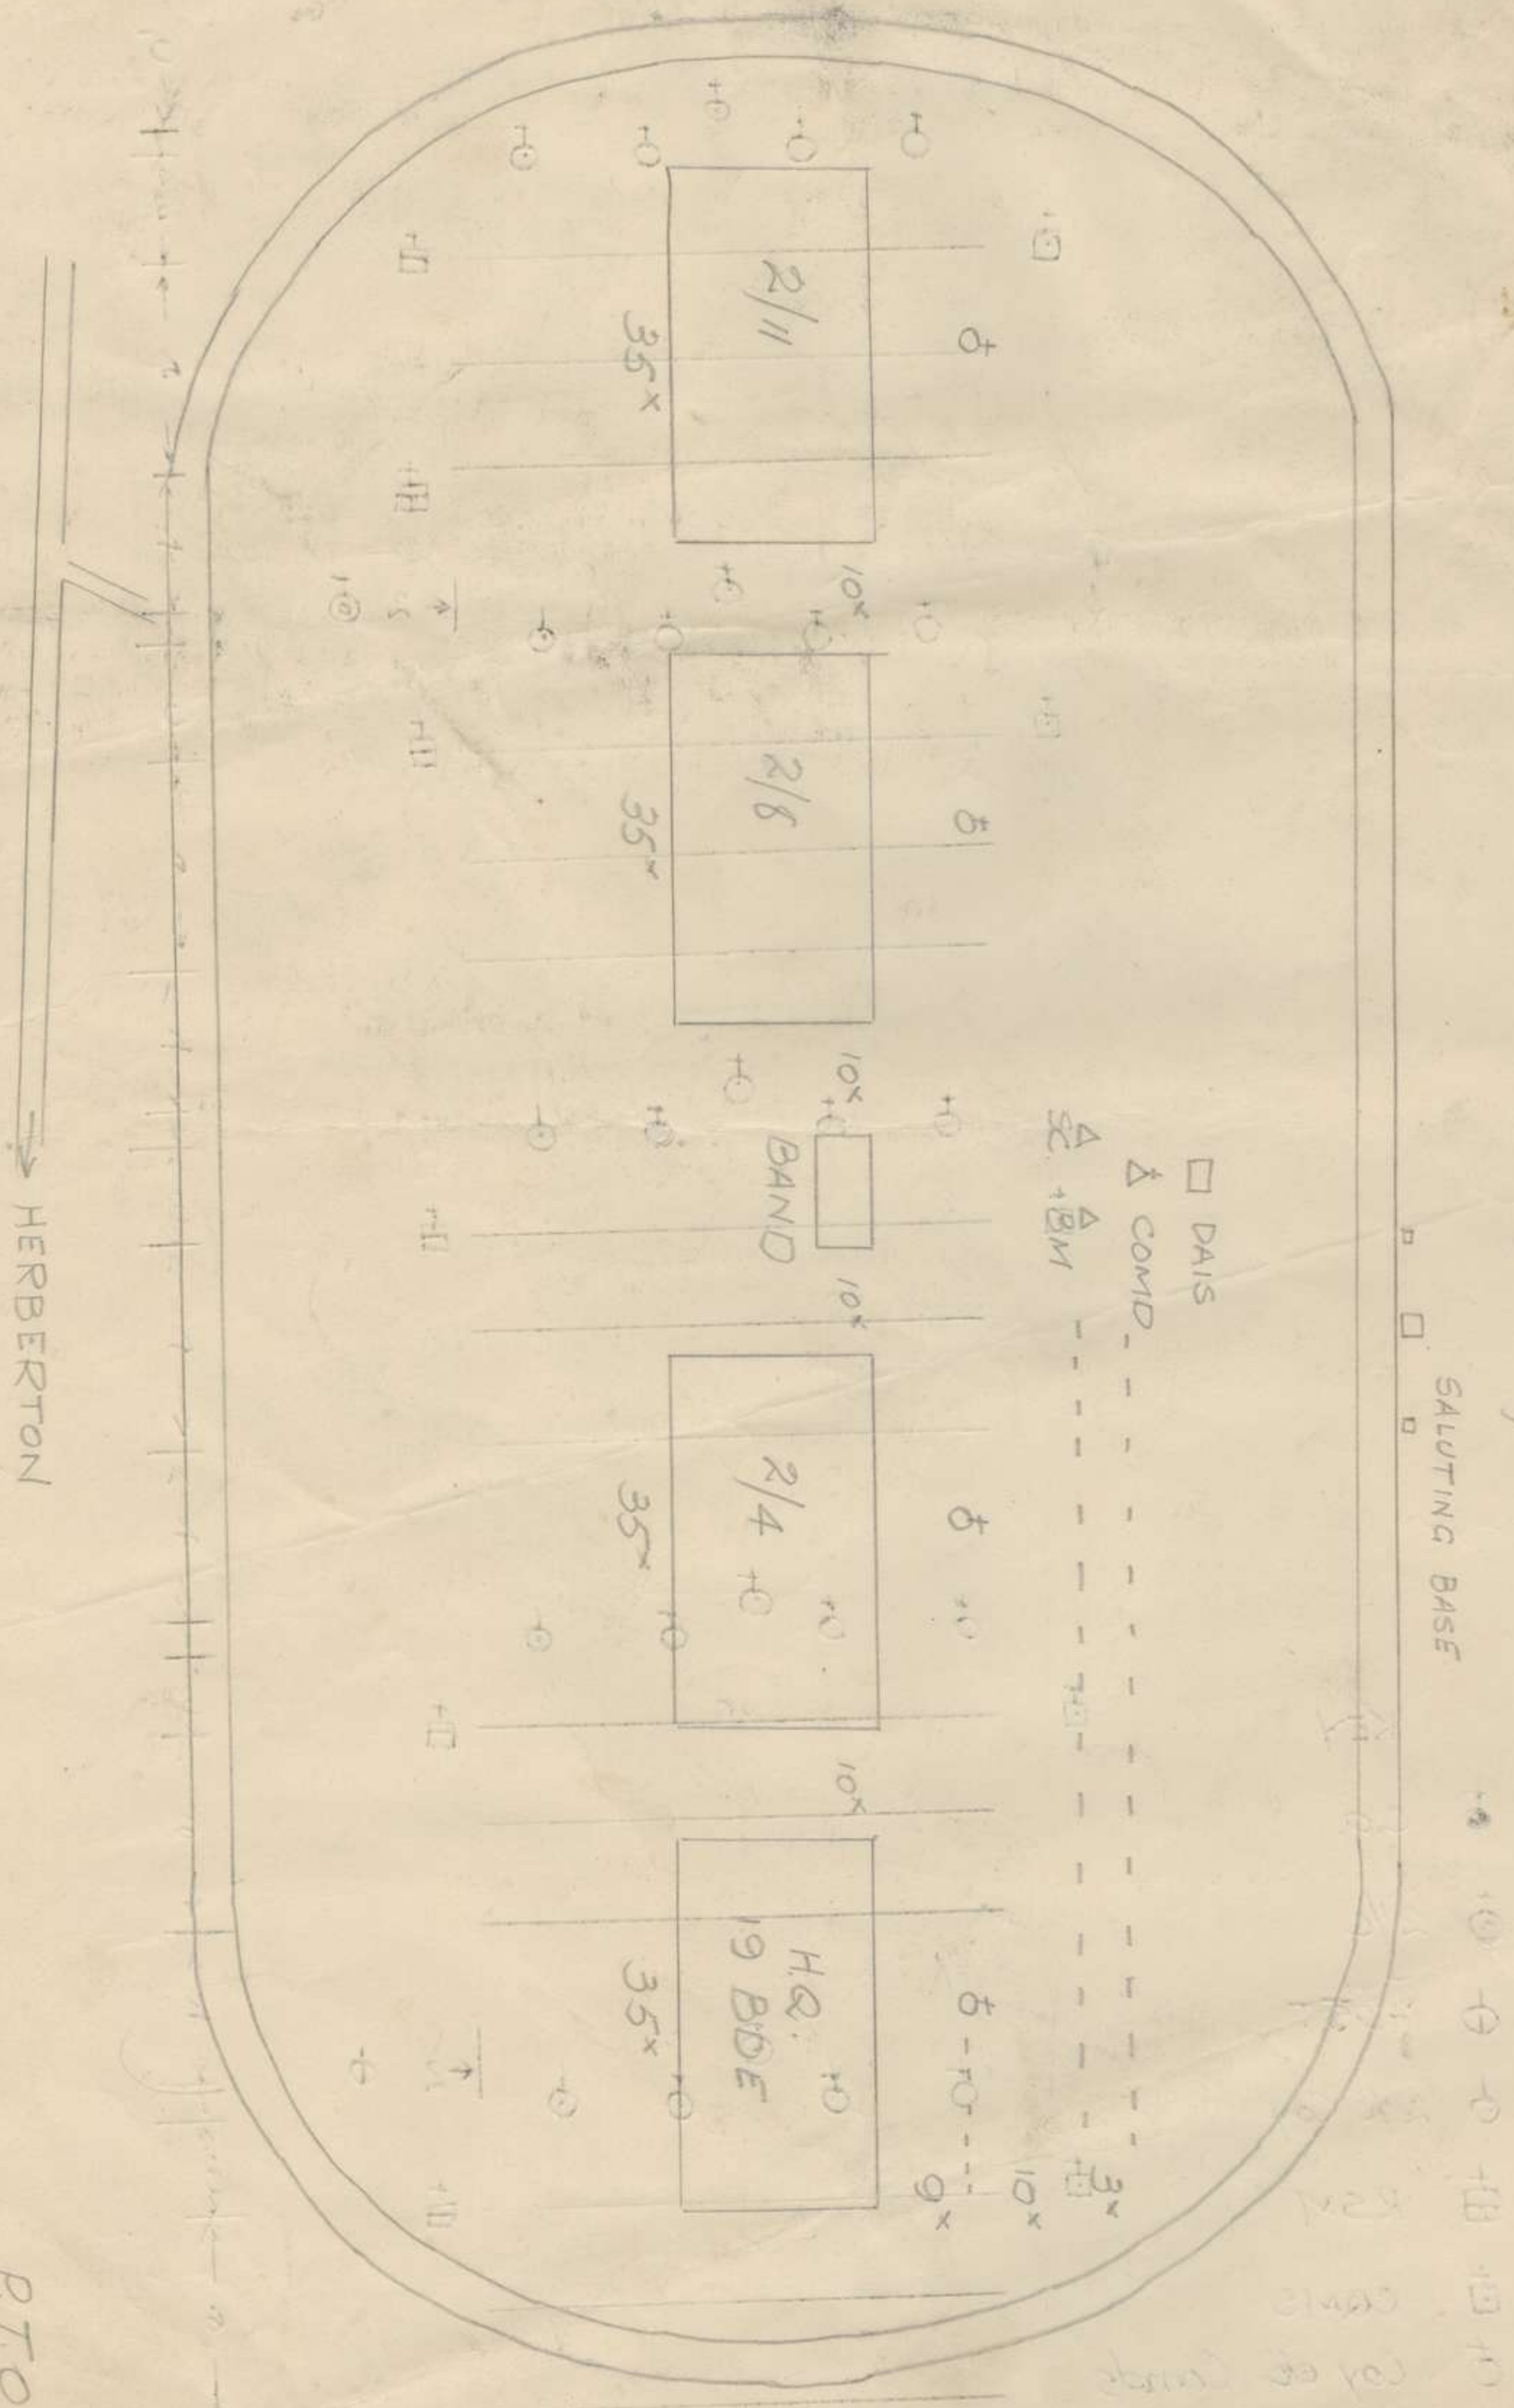 SALUTING BASE
□ DAIS
COMD
SC. BM
3x
10x
9x
10x
10x
10x
10x
BAND
2/11
2/8
2/4
H.Q.
19 BDE
35x
35x
35x
35x
→ HERBERTON
P.T.O
RSM